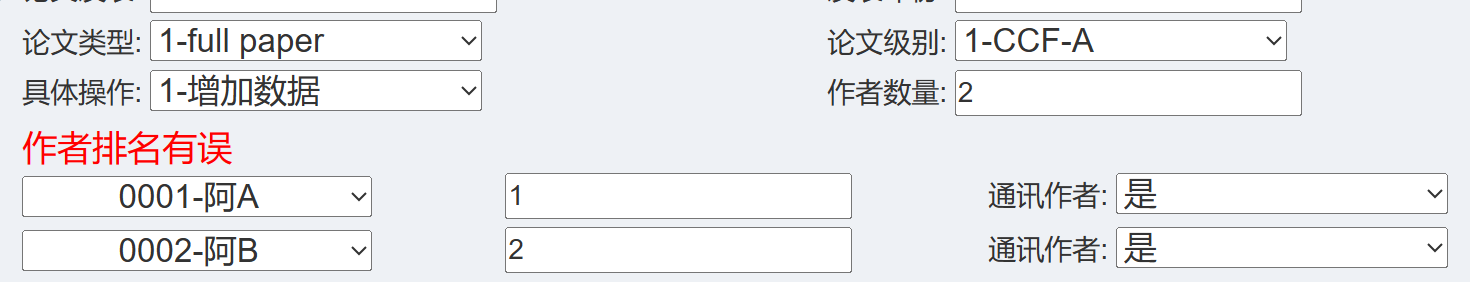 论文类型: 1-full paper 论文级别: 1-CCF-A
具体操作: 1-增加数据 作者数量: 2
作者排名有误
0001-阿A 1 通讯作者: 是
0002-阿B 2 通讯作者: 是